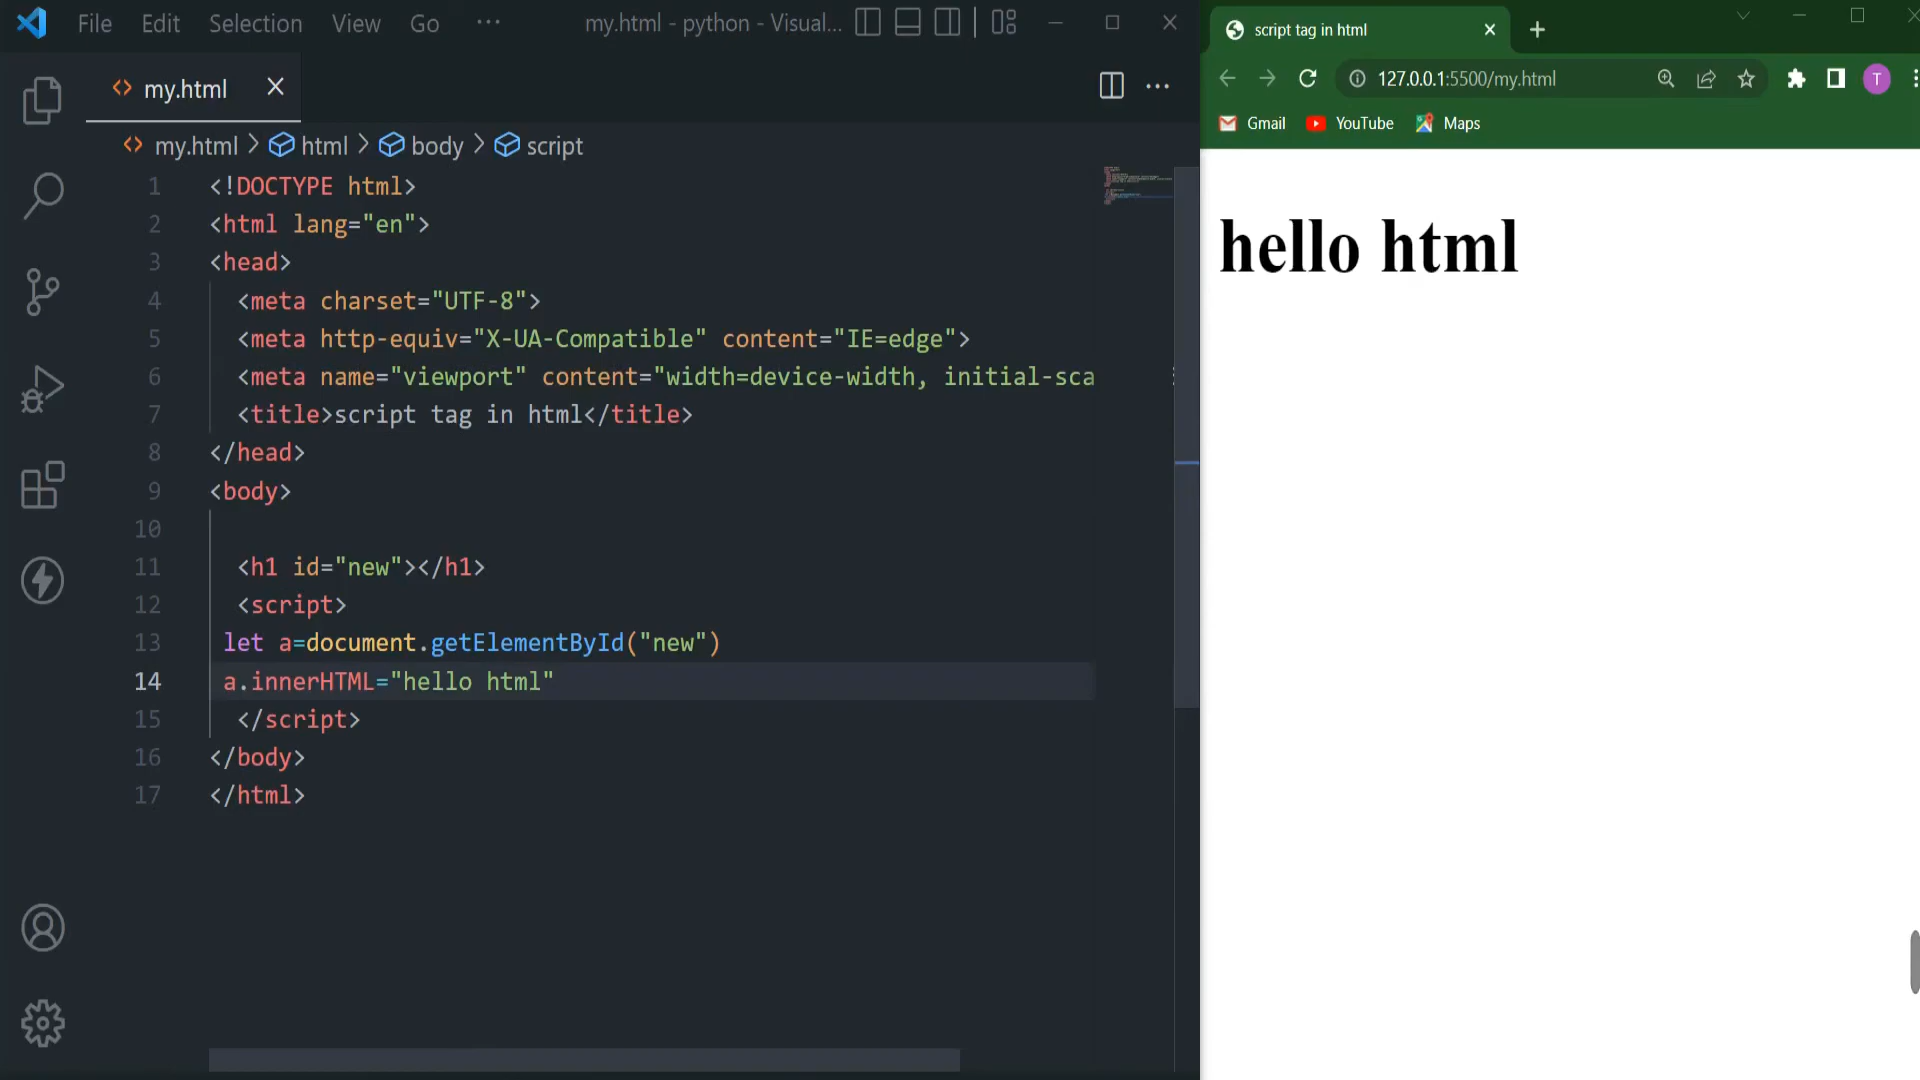 File Edit Selection View Go ··· my.html - python - Visual...
my.html
my.html > html > body > script
1 <!DOCTYPE html>
2 <html lang="en">
3 <head>
4 <meta charset="UTF-8">
5 <meta http-equiv="X-UA-Compatible" content="IE=edge">
6 <meta name="viewport" content="width=device-width, initial-sca
7 <title>script tag in html</title>
8 </head>
9 <body>
10
11 <h1 id="new"></h1>
12 <script>
13 let a=document.getElementById("new")
14 a.innerHTML="hello html"
15 </script>
16 </body>
17 </html>
script tag in html
127.0.0.1:5500/my.html
T
Gmail YouTube Maps
hello html